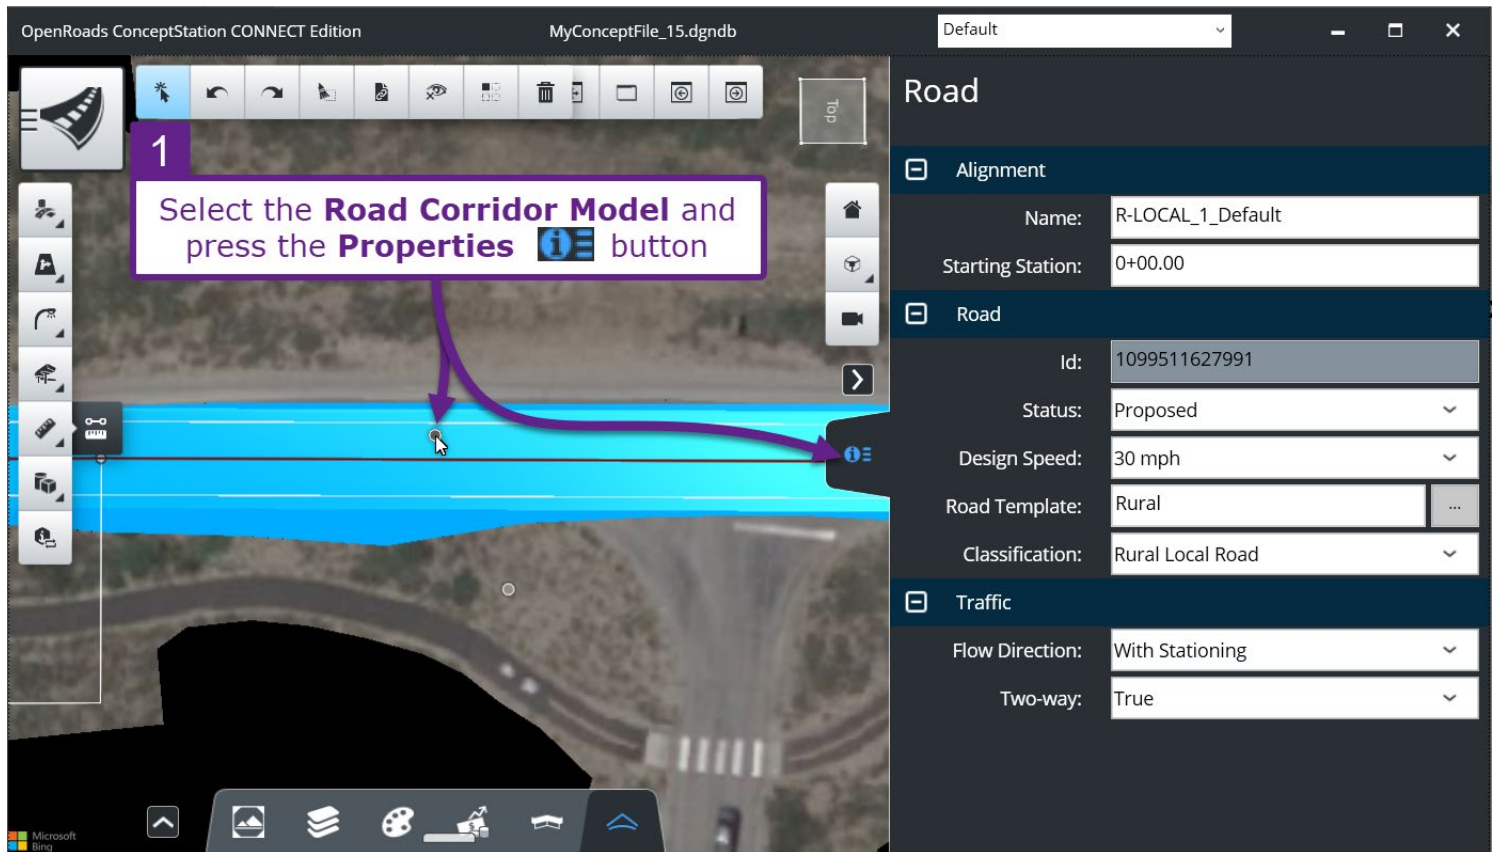 OpenRoads ConceptStation CONNECT Edition
MyConceptFile_15.dgndb
Default
Top
1
Select the Road Corridor Model and
press the Properties button
Road
Alignment
Name: R-LOCAL_1_Default
Starting Station: 0+00.00
Road
Id: 1099511627991
Status: Proposed
Design Speed: 30 mph
Road Template: Rural ...
Classification: Rural Local Road
Traffic
Flow Direction: With Stationing
Two-way: True
Microsoft
Bing